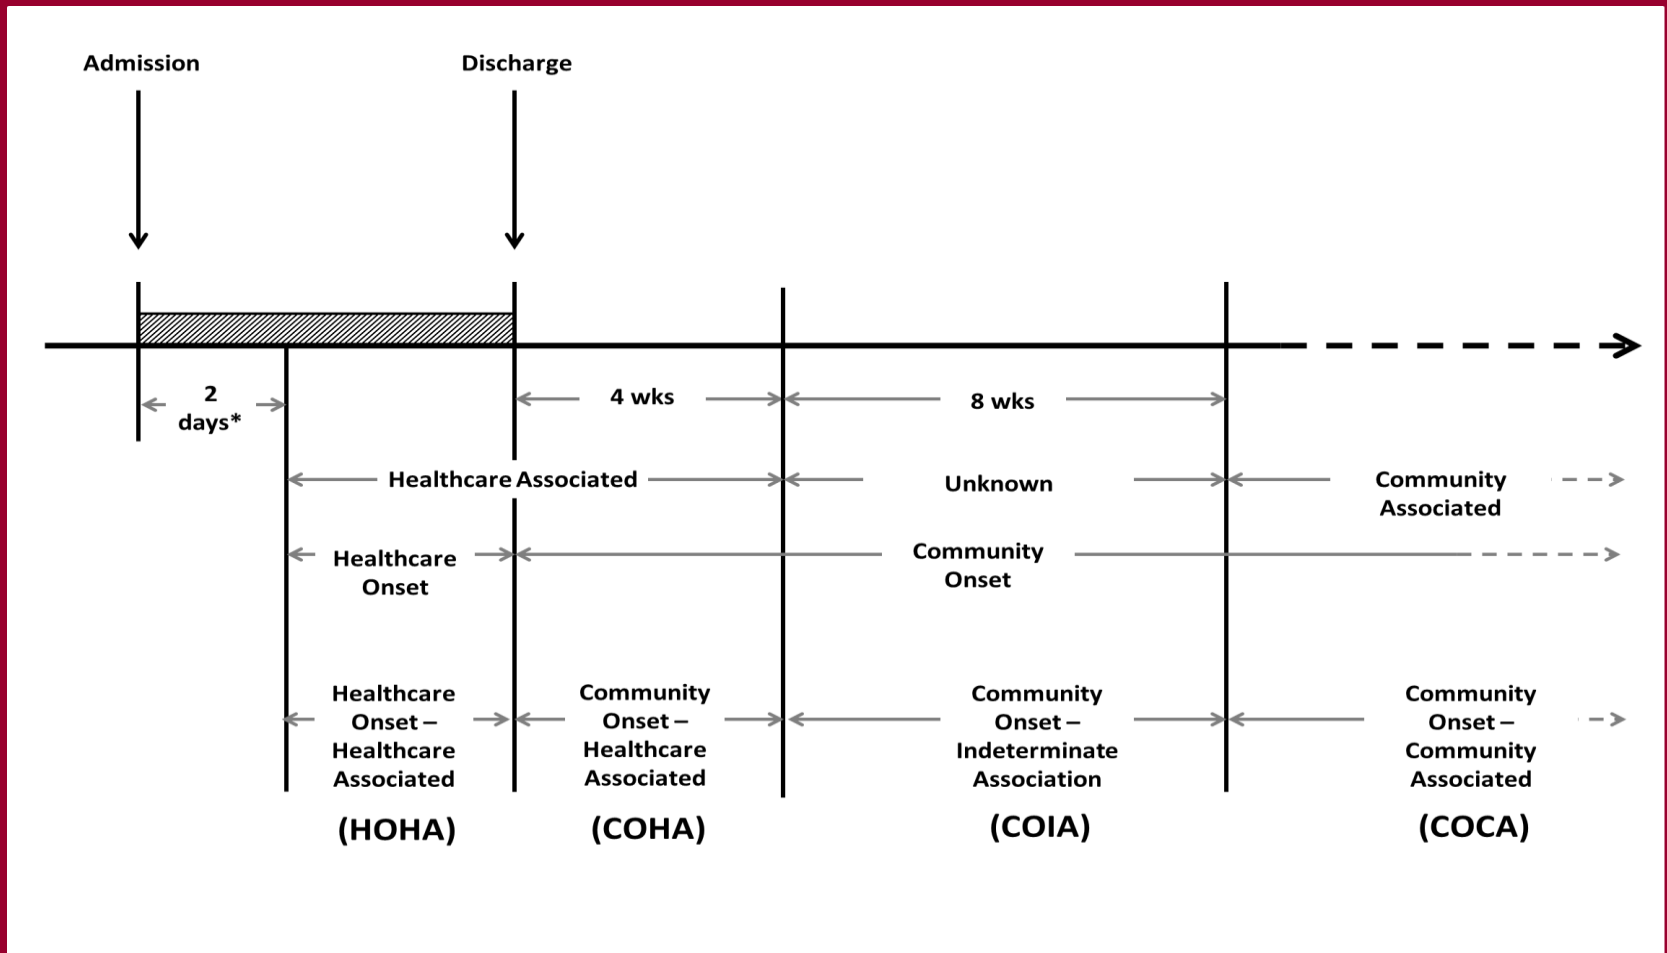 Admission
Discharge
2
days*
4 wks
8 wks
Healthcare Associated
Unknown
Community
Associated
Healthcare
Onset
Community
Onset
Healthcare
Onset –
Healthcare
Associated
(HOHA)
Community
Onset –
Healthcare
Associated
(COHA)
Community
Onset –
Indeterminate
Association
(COIA)
Community
Onset –
Community
Associated
(COCA)